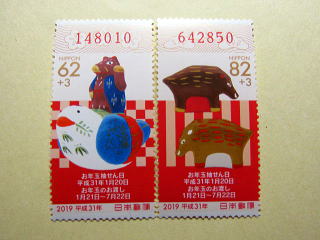 148010
NIPPON
62
+3
お年玉抽せん日
平成31年1月20日
お年玉のお渡し
1月21日~7月22日
2019 平成31年 日本郵便
642850
NIPPON
82
+3
お年玉抽せん日
平成31年1月20日
お年玉のお渡し
1月21日~7月22日
2019 平成31年 日本郵便